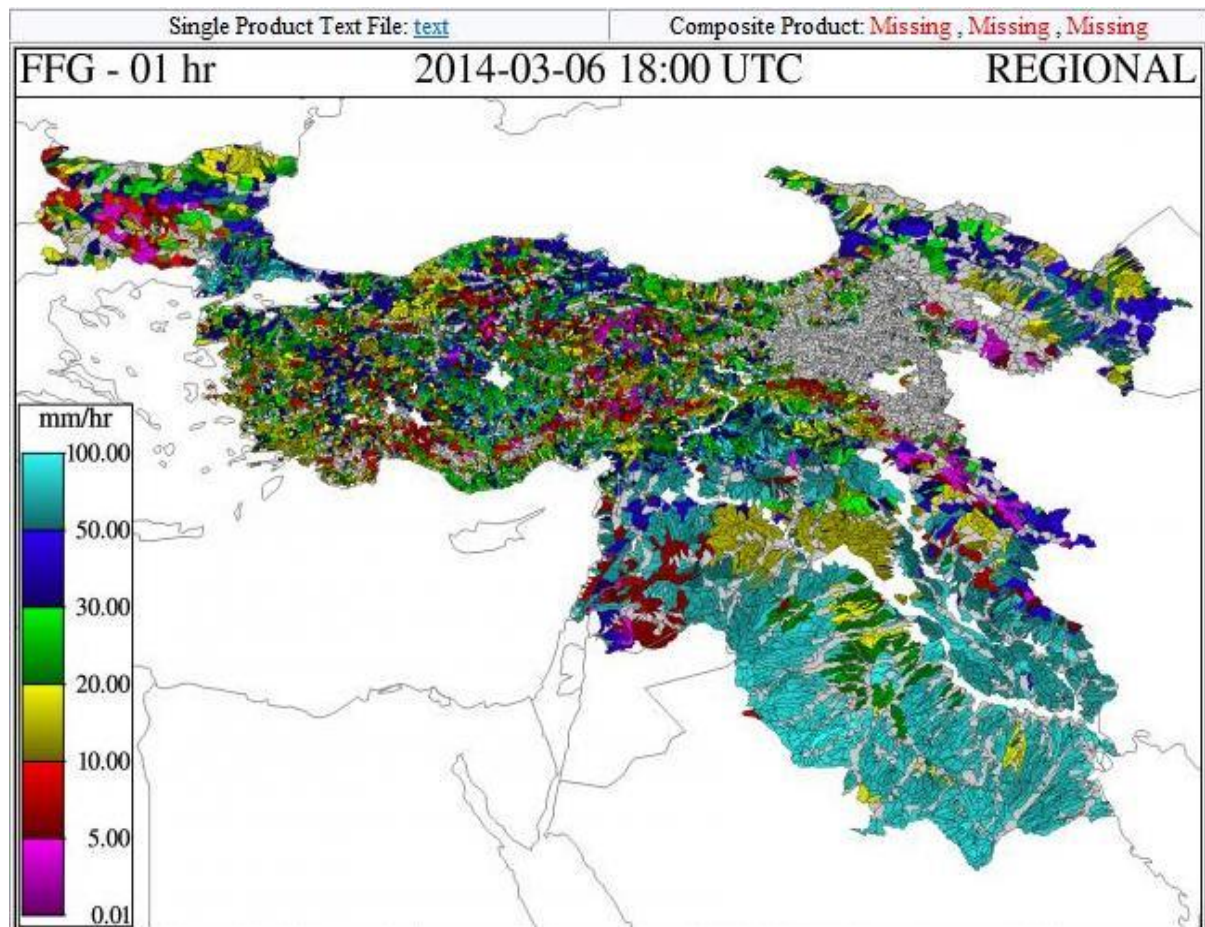 Single Product Text File: text
Composite Product: Missing , Missing , Missing
FFG - 01 hr 2014-03-06 18:00 UTC REGIONAL
mm/hr
100.00
50.00
30.00
20.00
10.00
5.00
0.01